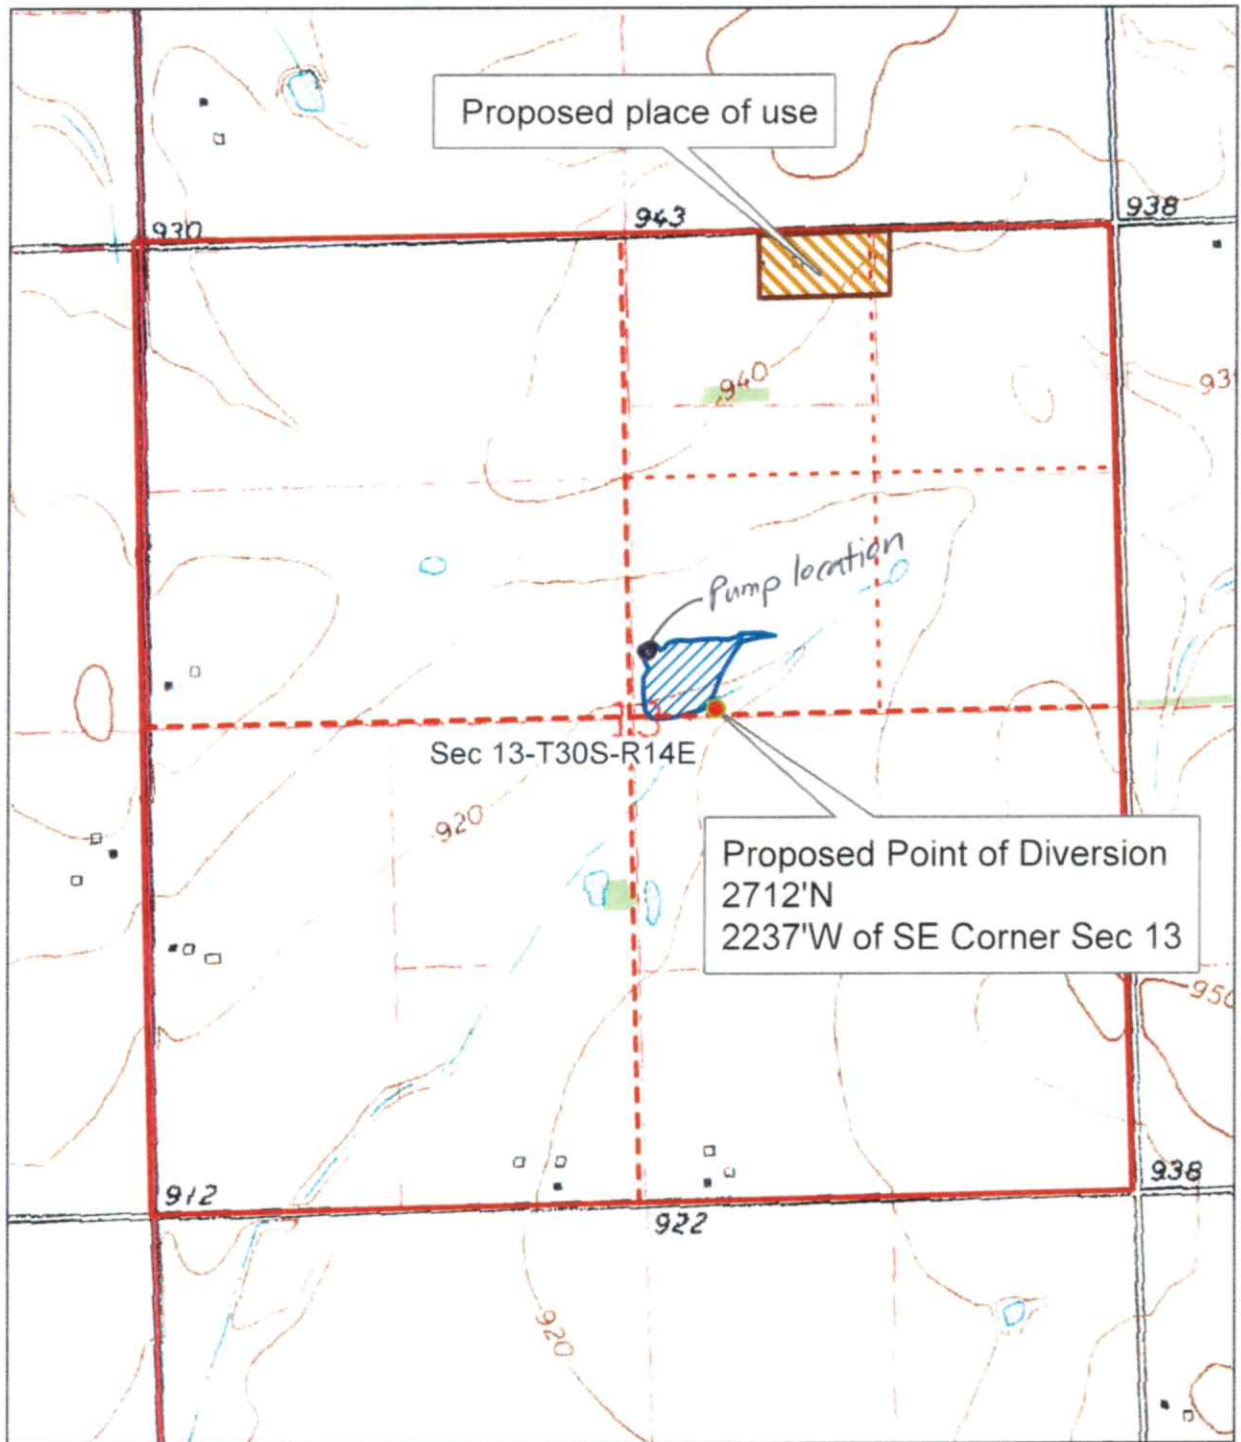 Proposed place of use
930
943
938
940
Pump location
Sec 13-T30S-R14E
920
Proposed Point of Diversion
2712'N
2237'W of SE Corner Sec 13
950
912
938
922
920